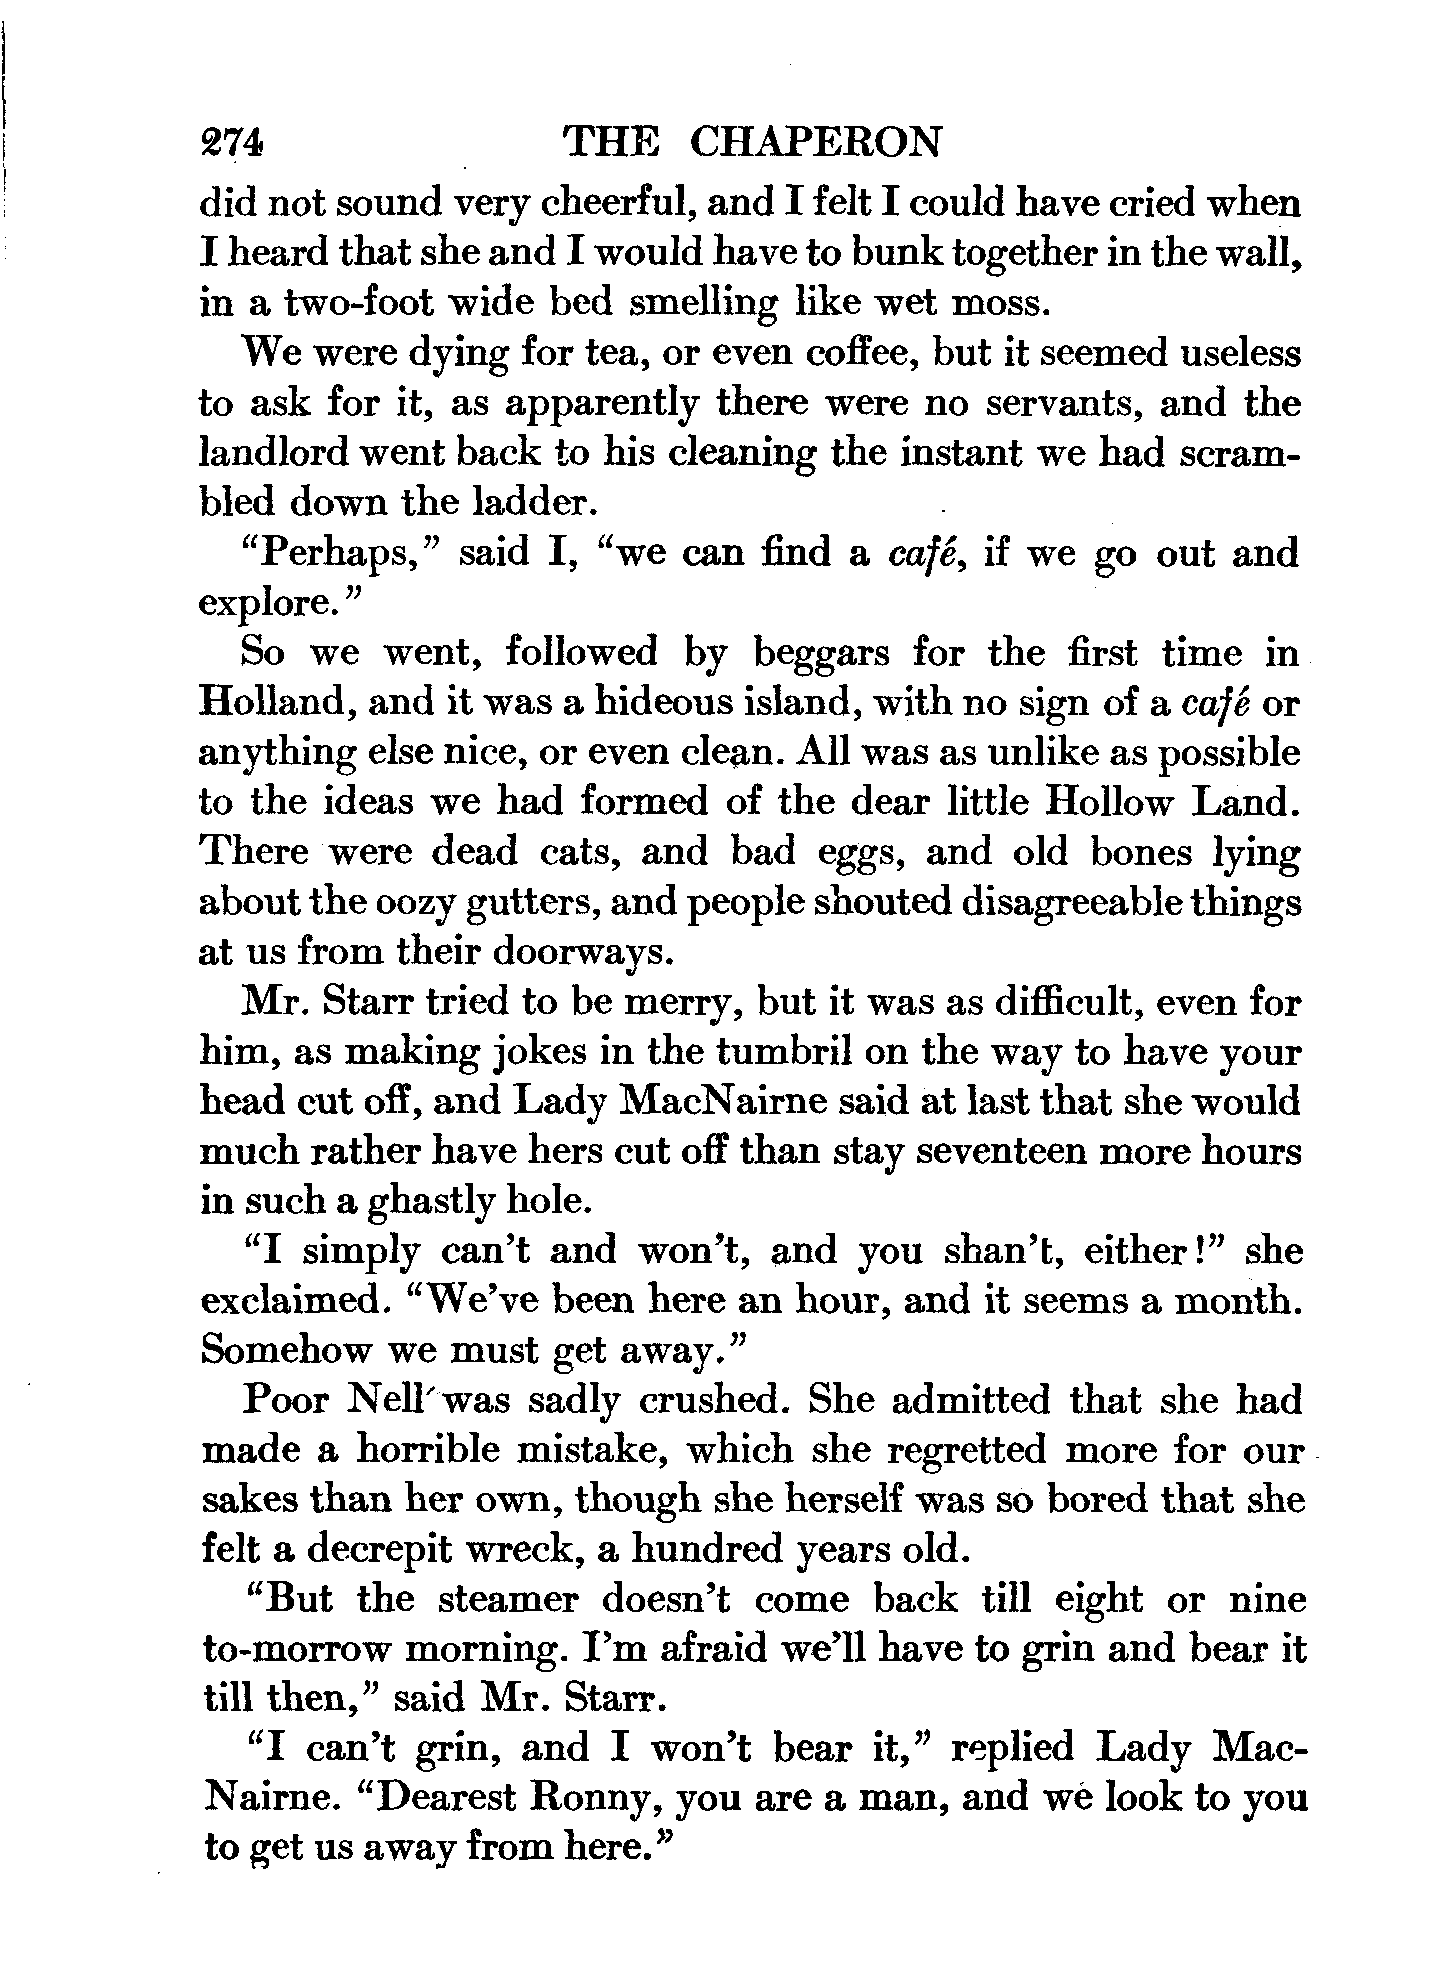 274 THE CHAPERON
did not sound very cheerful, and I felt I could have cried when
I heard that she and I would have to bunk together in the wall,
in a two-foot wide bed smelling like wet moss.
We were dying for tea, or even coffee, but it seemed useless
to ask for it, as apparently there were no servants, and the
landlord went back to his cleaning the instant we had scram-
bled down the ladder.
“Perhaps,” said I, “we can find a café, if we go out and
explore.”
So we went, followed by beggars for the first time in
Holland, and it was a hideous island, with no sign of a café or
anything else nice, or even clean. All was as unlike as possible
to the ideas we had formed of the dear little Hollow Land.
There were dead cats, and bad eggs, and old bones lying
about the oozy gutters, and people shouted disagreeable things
at us from their doorways.
Mr. Starr tried to be merry, but it was as difficult, even for
him, as making jokes in the tumbril on the way to have your
head cut off, and Lady MacNairne said at last that she would
much rather have hers cut off than stay seventeen more hours
in such a ghastly hole.
“I simply can’t and won’t, and you shan’t, either!” she
exclaimed. “We’ve been here an hour, and it seems a month.
Somehow we must get away.”
Poor Nell was sadly crushed. She admitted that she had
made a horrible mistake, which she regretted more for our
sakes than her own, though she herself was so bored that she
felt a decrepit wreck, a hundred years old.
“But the steamer doesn’t come back till eight or nine
to-morrow morning. I’m afraid we’ll have to grin and bear it
till then,” said Mr. Starr.
“I can’t grin, and I won’t bear it,” replied Lady Mac-
Nairne. “Dearest Ronny, you are a man, and we look to you
to get us away from here.”